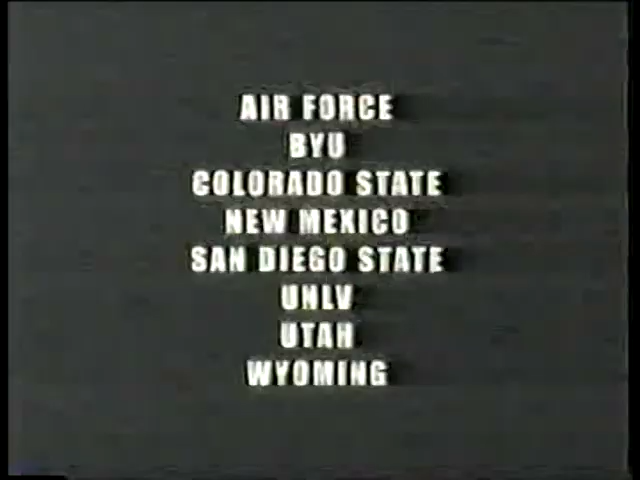 AIR FORCE
BYU
COLORADO STATE
NEW MEXICO
SAN DIEGO STATE
UNLV
UTAH
WYOMING